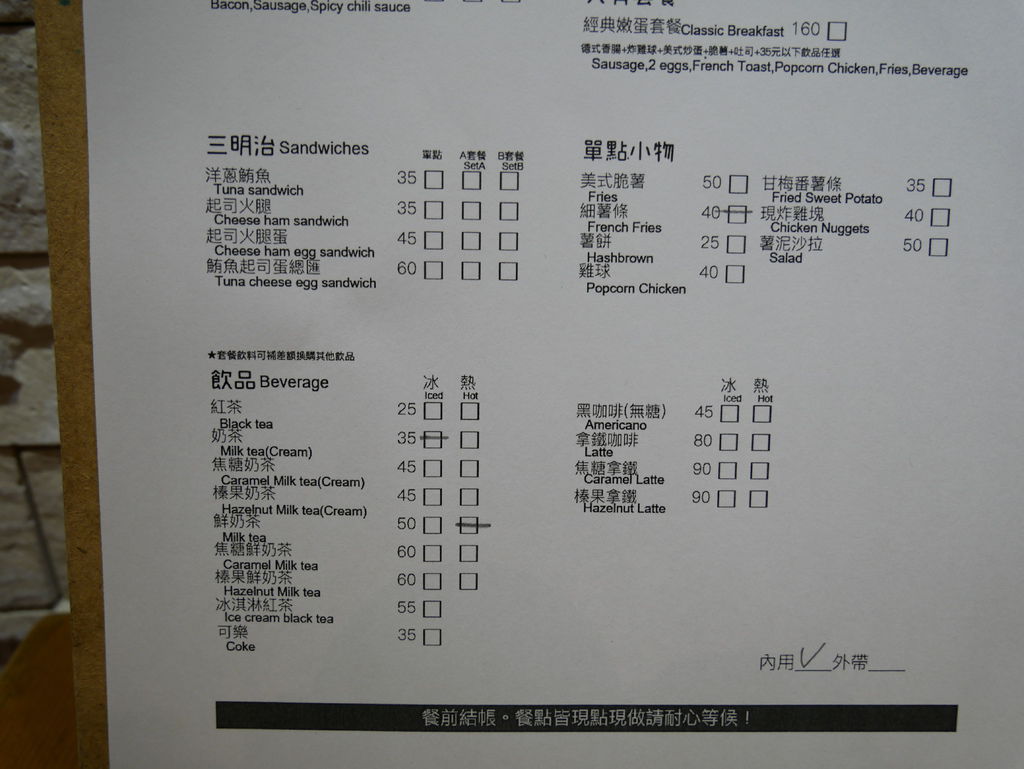 Bacon,Sausage,Spicy chili sauce
經典嫩蛋套餐Classic Breakfast 160
德式香腸+炸雞球+美式炒蛋+脆薯+吐司+35元以下飲品任選
Sausage,2 eggs,French Toast,Popcorn Chicken,Fries,Beverage
三明治 Sandwiches 單點 A套餐 SetA B套餐 SetB
洋蔥鮪魚 35
Tuna sandwich
起司火腿 35
Cheese ham sandwich
起司火腿蛋 45
Cheese ham egg sandwich
鮪魚起司蛋總匯 60
Tuna cheese egg sandwich
單點小物
美式脆薯 50
Fries
細薯條 40
French Fries
薯餅 25
Hashbrown
雞球 40
Popcorn Chicken
甘梅番薯條 35
Fried Sweet Potato
現炸雞塊 40
Chicken Nuggets
薯泥沙拉 50
Salad
★套餐飲料可補差額換購其他飲品
飲品 Beverage 冰 Iced 熱 Hot
紅茶 25
Black tea
奶茶 35
Milk tea(Cream)
焦糖奶茶 45
Caramel Milk tea(Cream)
榛果奶茶 45
Hazelnut Milk tea(Cream)
鮮奶茶 50
Milk tea
焦糖鮮奶茶 60
Caramel Milk tea
榛果鮮奶茶 60
Hazelnut Milk tea
冰淇淋紅茶 55
Ice cream black tea
可樂 35
Coke
冰 Iced 熱 Hot
黑咖啡(無糖) 45
Americano
拿鐵咖啡 80
Latte
焦糖拿鐵 90
Caramel Latte
榛果拿鐵 90
Hazelnut Latte
內用✓外帶____
餐前結帳。餐點皆現點現做請耐心等候！